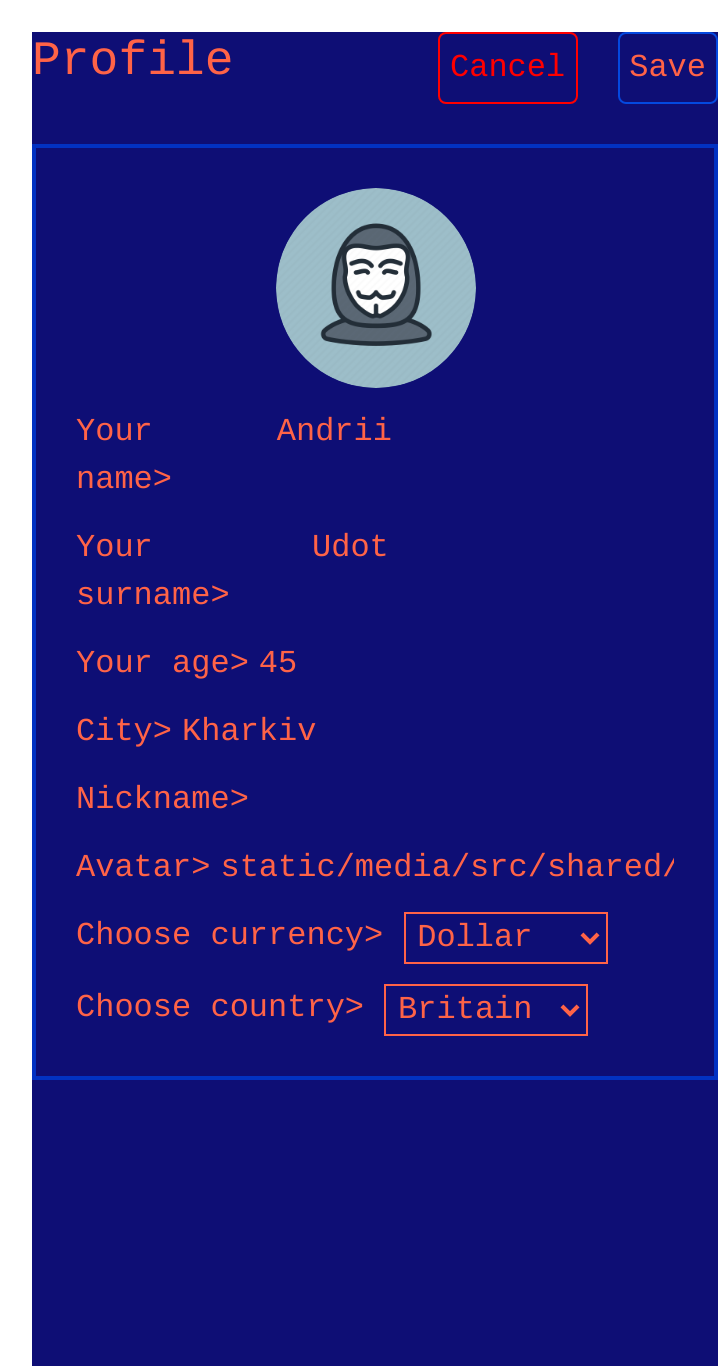 Profile Cancel Save
Your name> Andrii
Your surname> Udot
Your age> 45
City> Kharkiv
Nickname>
Avatar> static/media/src/shared/
Choose currency> Dollar
Choose country> Britain